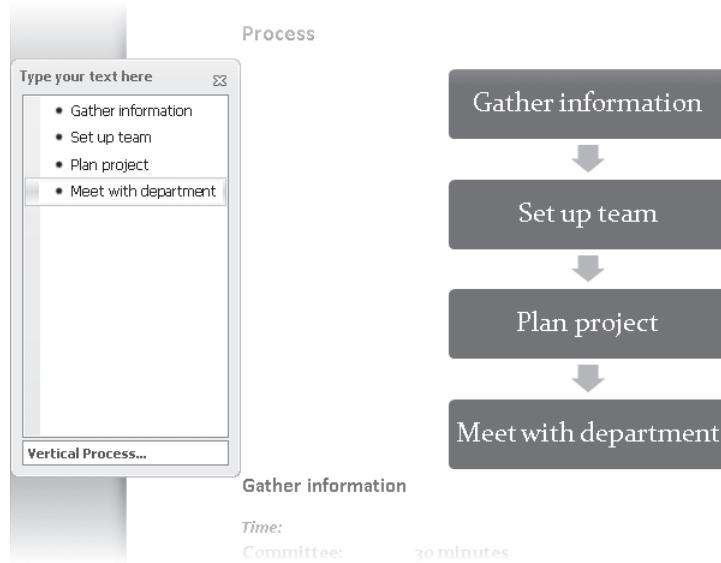 Process
Type your text here
• Gather information
• Set up team
• Plan project
• Meet with department
Vertical Process...
Gather information
Set up team
Plan project
Meet with department
Gather information
Time:
Committee: 30 minutes